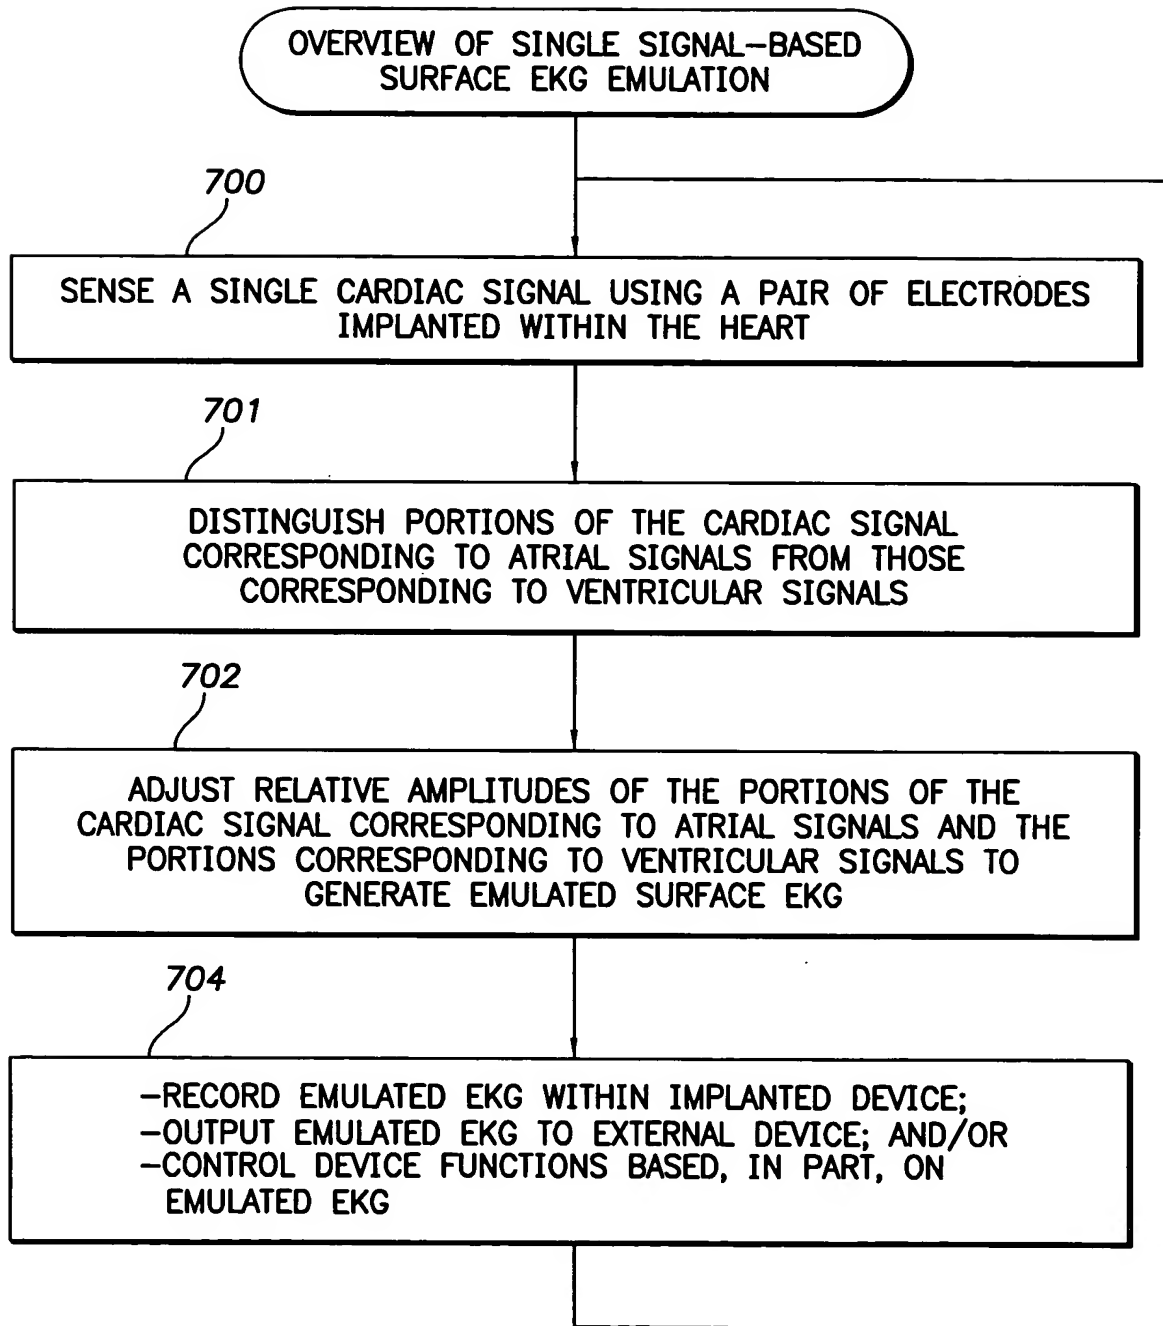 OVERVIEW OF SINGLE SIGNAL-BASED
SURFACE EKG EMULATION
700
SENSE A SINGLE CARDIAC SIGNAL USING A PAIR OF ELECTRODES
IMPLANTED WITHIN THE HEART
701
DISTINGUISH PORTIONS OF THE CARDIAC SIGNAL
CORRESPONDING TO ATRIAL SIGNALS FROM THOSE
CORRESPONDING TO VENTRICULAR SIGNALS
702
ADJUST RELATIVE AMPLITUDES OF THE PORTIONS OF THE
CARDIAC SIGNAL CORRESPONDING TO ATRIAL SIGNALS AND THE
PORTIONS CORRESPONDING TO VENTRICULAR SIGNALS TO
GENERATE EMULATED SURFACE EKG
704
-RECORD EMULATED EKG WITHIN IMPLANTED DEVICE;
-OUTPUT EMULATED EKG TO EXTERNAL DEVICE; AND/OR
-CONTROL DEVICE FUNCTIONS BASED, IN PART, ON
EMULATED EKG